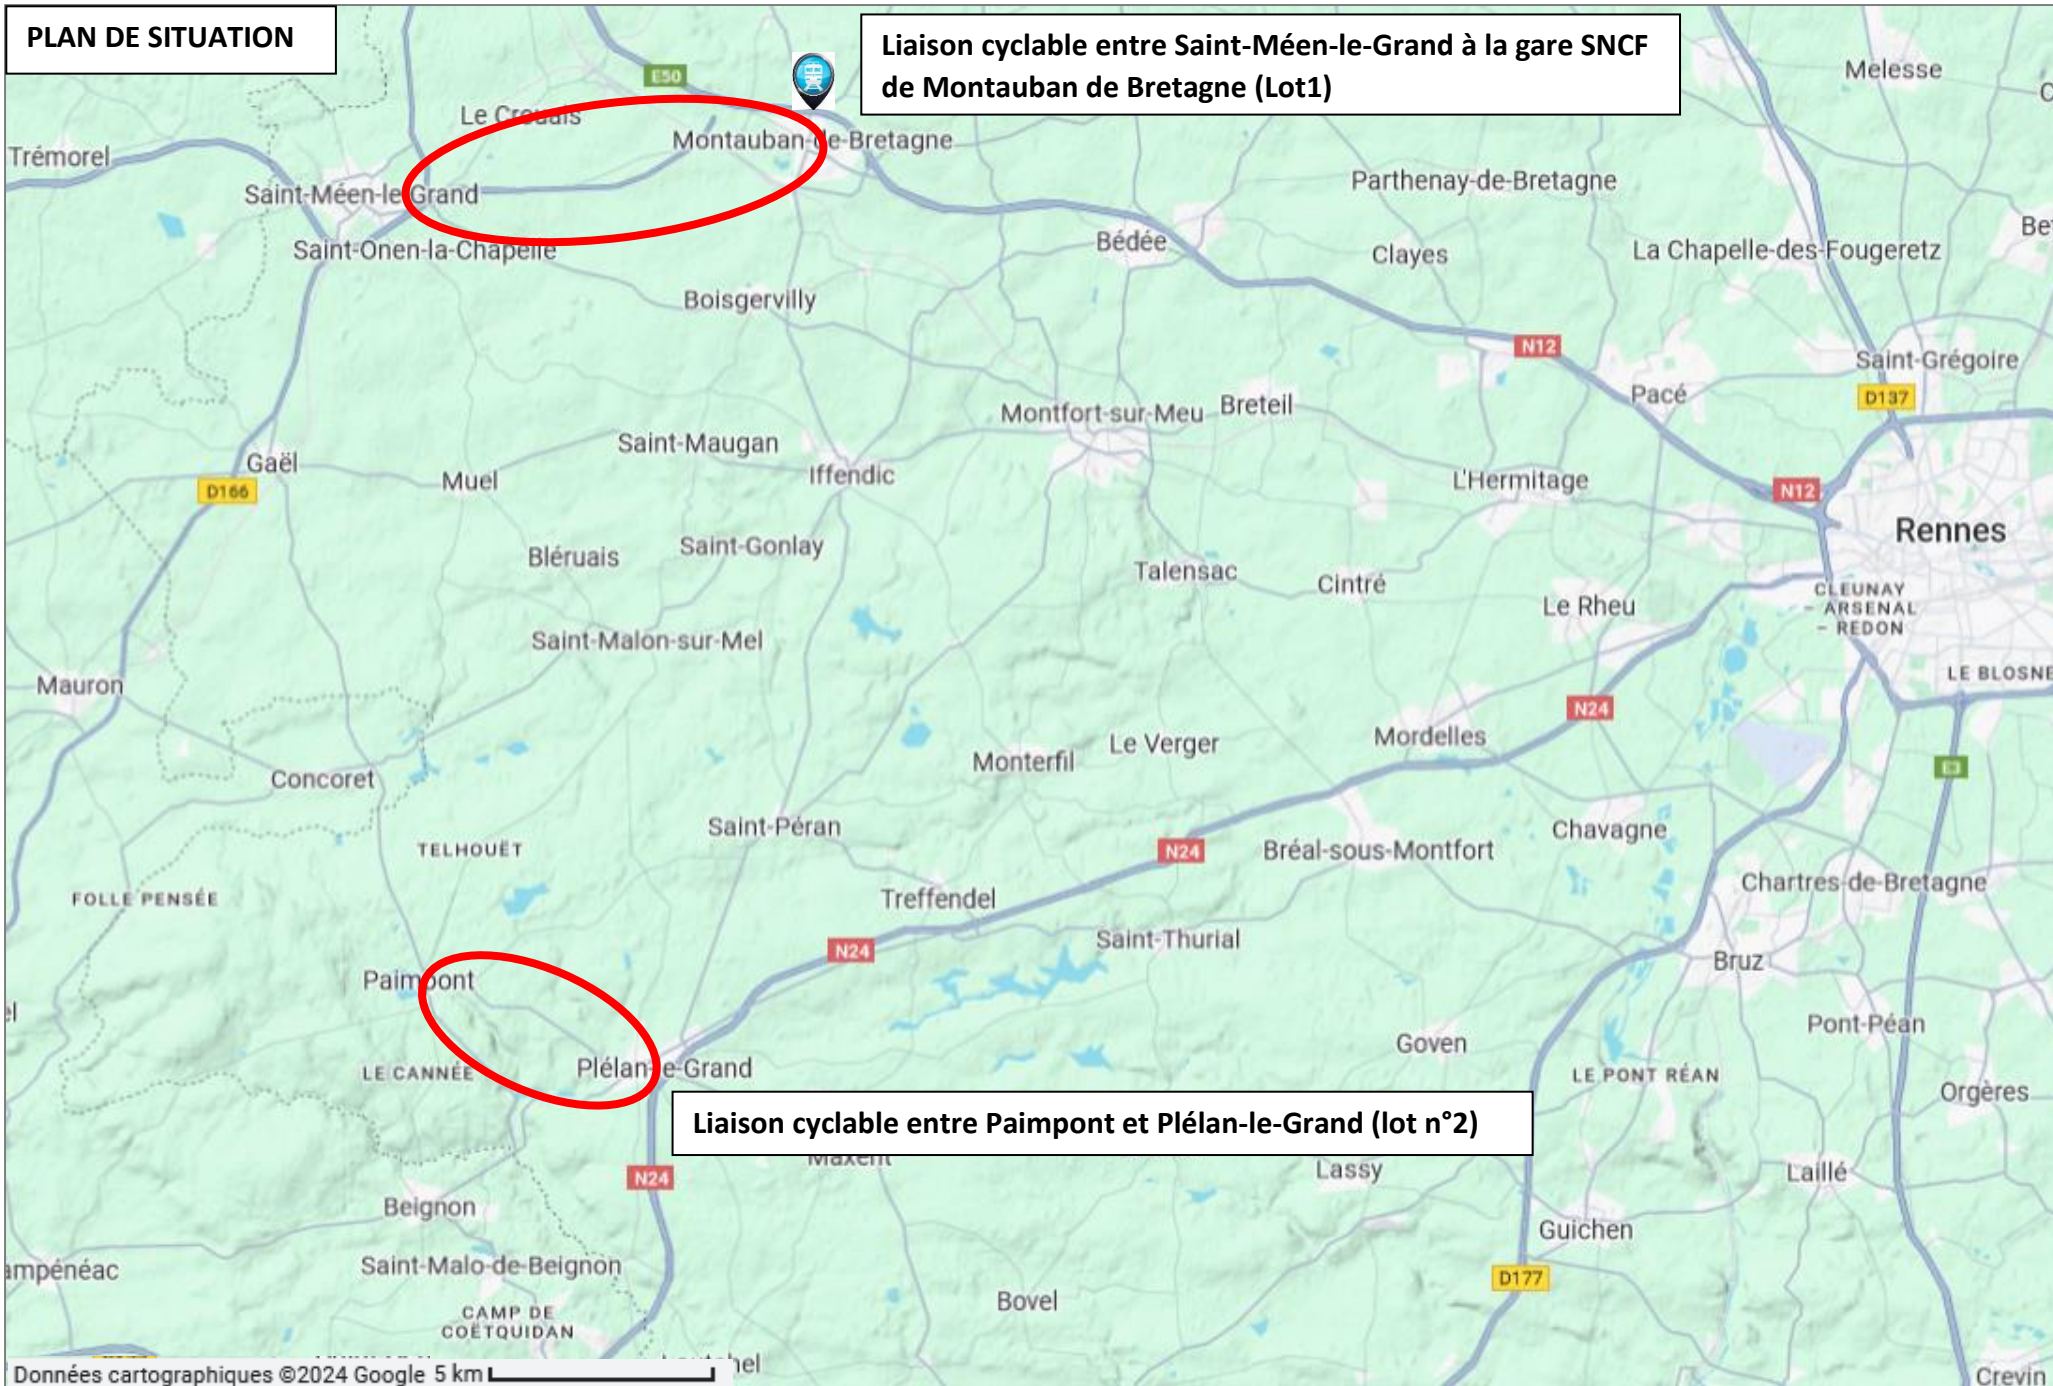 PLAN DE SITUATION
Liaison cyclable entre Saint-Méen-le-Grand à la gare SNCF
de Montauban de Bretagne (Lot1)
E50
Melesse
Le Crouais
Montauban-de-Bretagne
Trémorel
Parthenay-de-Bretagne
Saint-Méen-le-Grand
Saint-Onen-la-Chapelle
Bédée
Clayes
La Chapelle-des-Fougeretz
Boisgervilly
N12
Saint-Grégoire
Pacé
D137
Montfort-sur-Meu
Breteil
Saint-Maugan
Gaël
Muel
Iffendic
L'Hermitage
D166
N12
Rennes
Bléruais
Saint-Gonlay
Talensac
Cintré
Le Rheu
CLEUNAY
- ARSENAL
- REDON
Saint-Malon-sur-Mel
LE BLOSNE
Mauron
N24
Mordelles
Le Verger
Monterfil
Concoret
E3
Saint-Péran
Chavagne
TELHOUËT
N24
Bréal-sous-Montfort
FOLLE PENSÉE
Treffendel
Chartres-de-Bretagne
N24
Saint-Thurial
Bruz
Paimpont
Pont-Péan
Goven
LE CANNÉE
Plélan-le-Grand
LE PONT RÉAN
Orgères
Liaison cyclable entre Paimpont et Plélan-le-Grand (lot n°2)
Maxent
N24
Lassy
Laillé
Beignon
Guichen
Saint-Malo-de-Beignon
ampénéac
D177
Bovel
CAMP DE
COËTQUIDAN
Crevin
Données cartographiques ©2024 Google 5 km